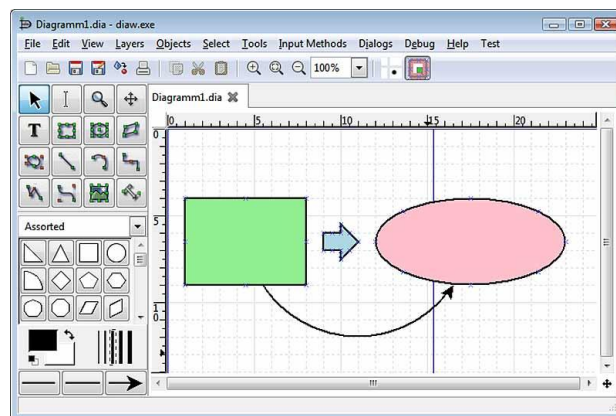 Diagramm1.dia - diaw.exe
File Edit View Layers Objects Select Tools Input Methods Dialogs Debug Help Test
100%
Diagramm1.dia
T
0 5 10 15 20
0
5
10
Assorted